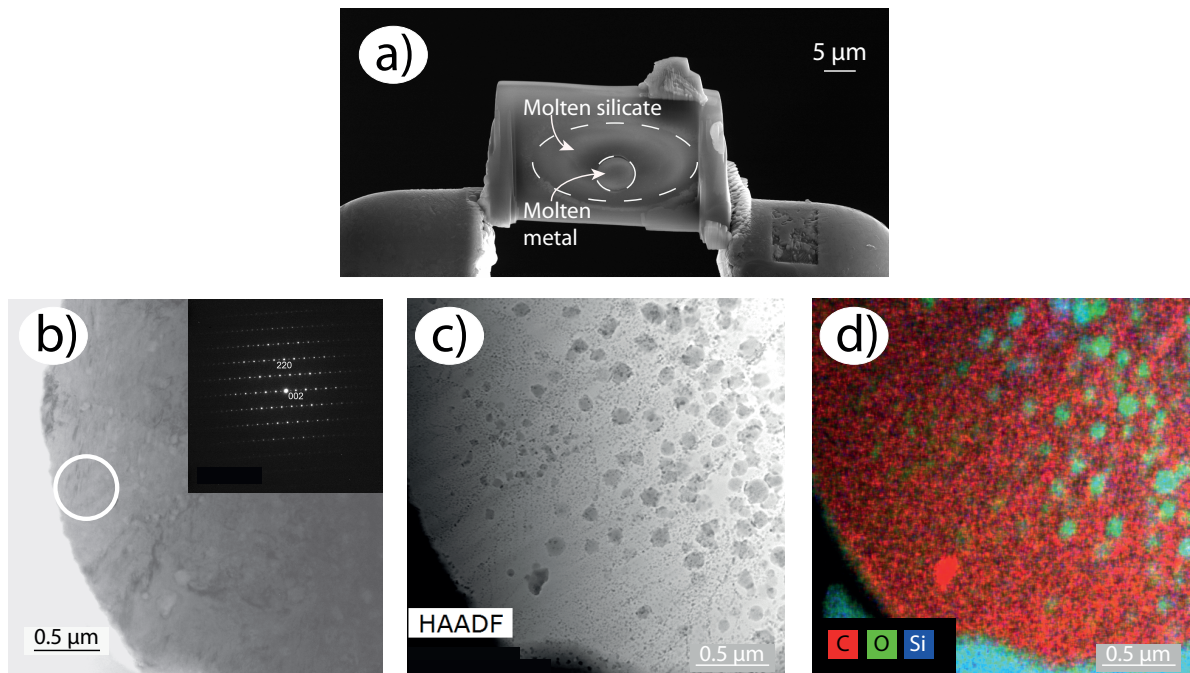 a)
5 µm
Molten silicate
Molten
metal
b)
220
002
0.5 µm
c)
HAADF
0.5 µm
d)
C O Si
0.5 µm